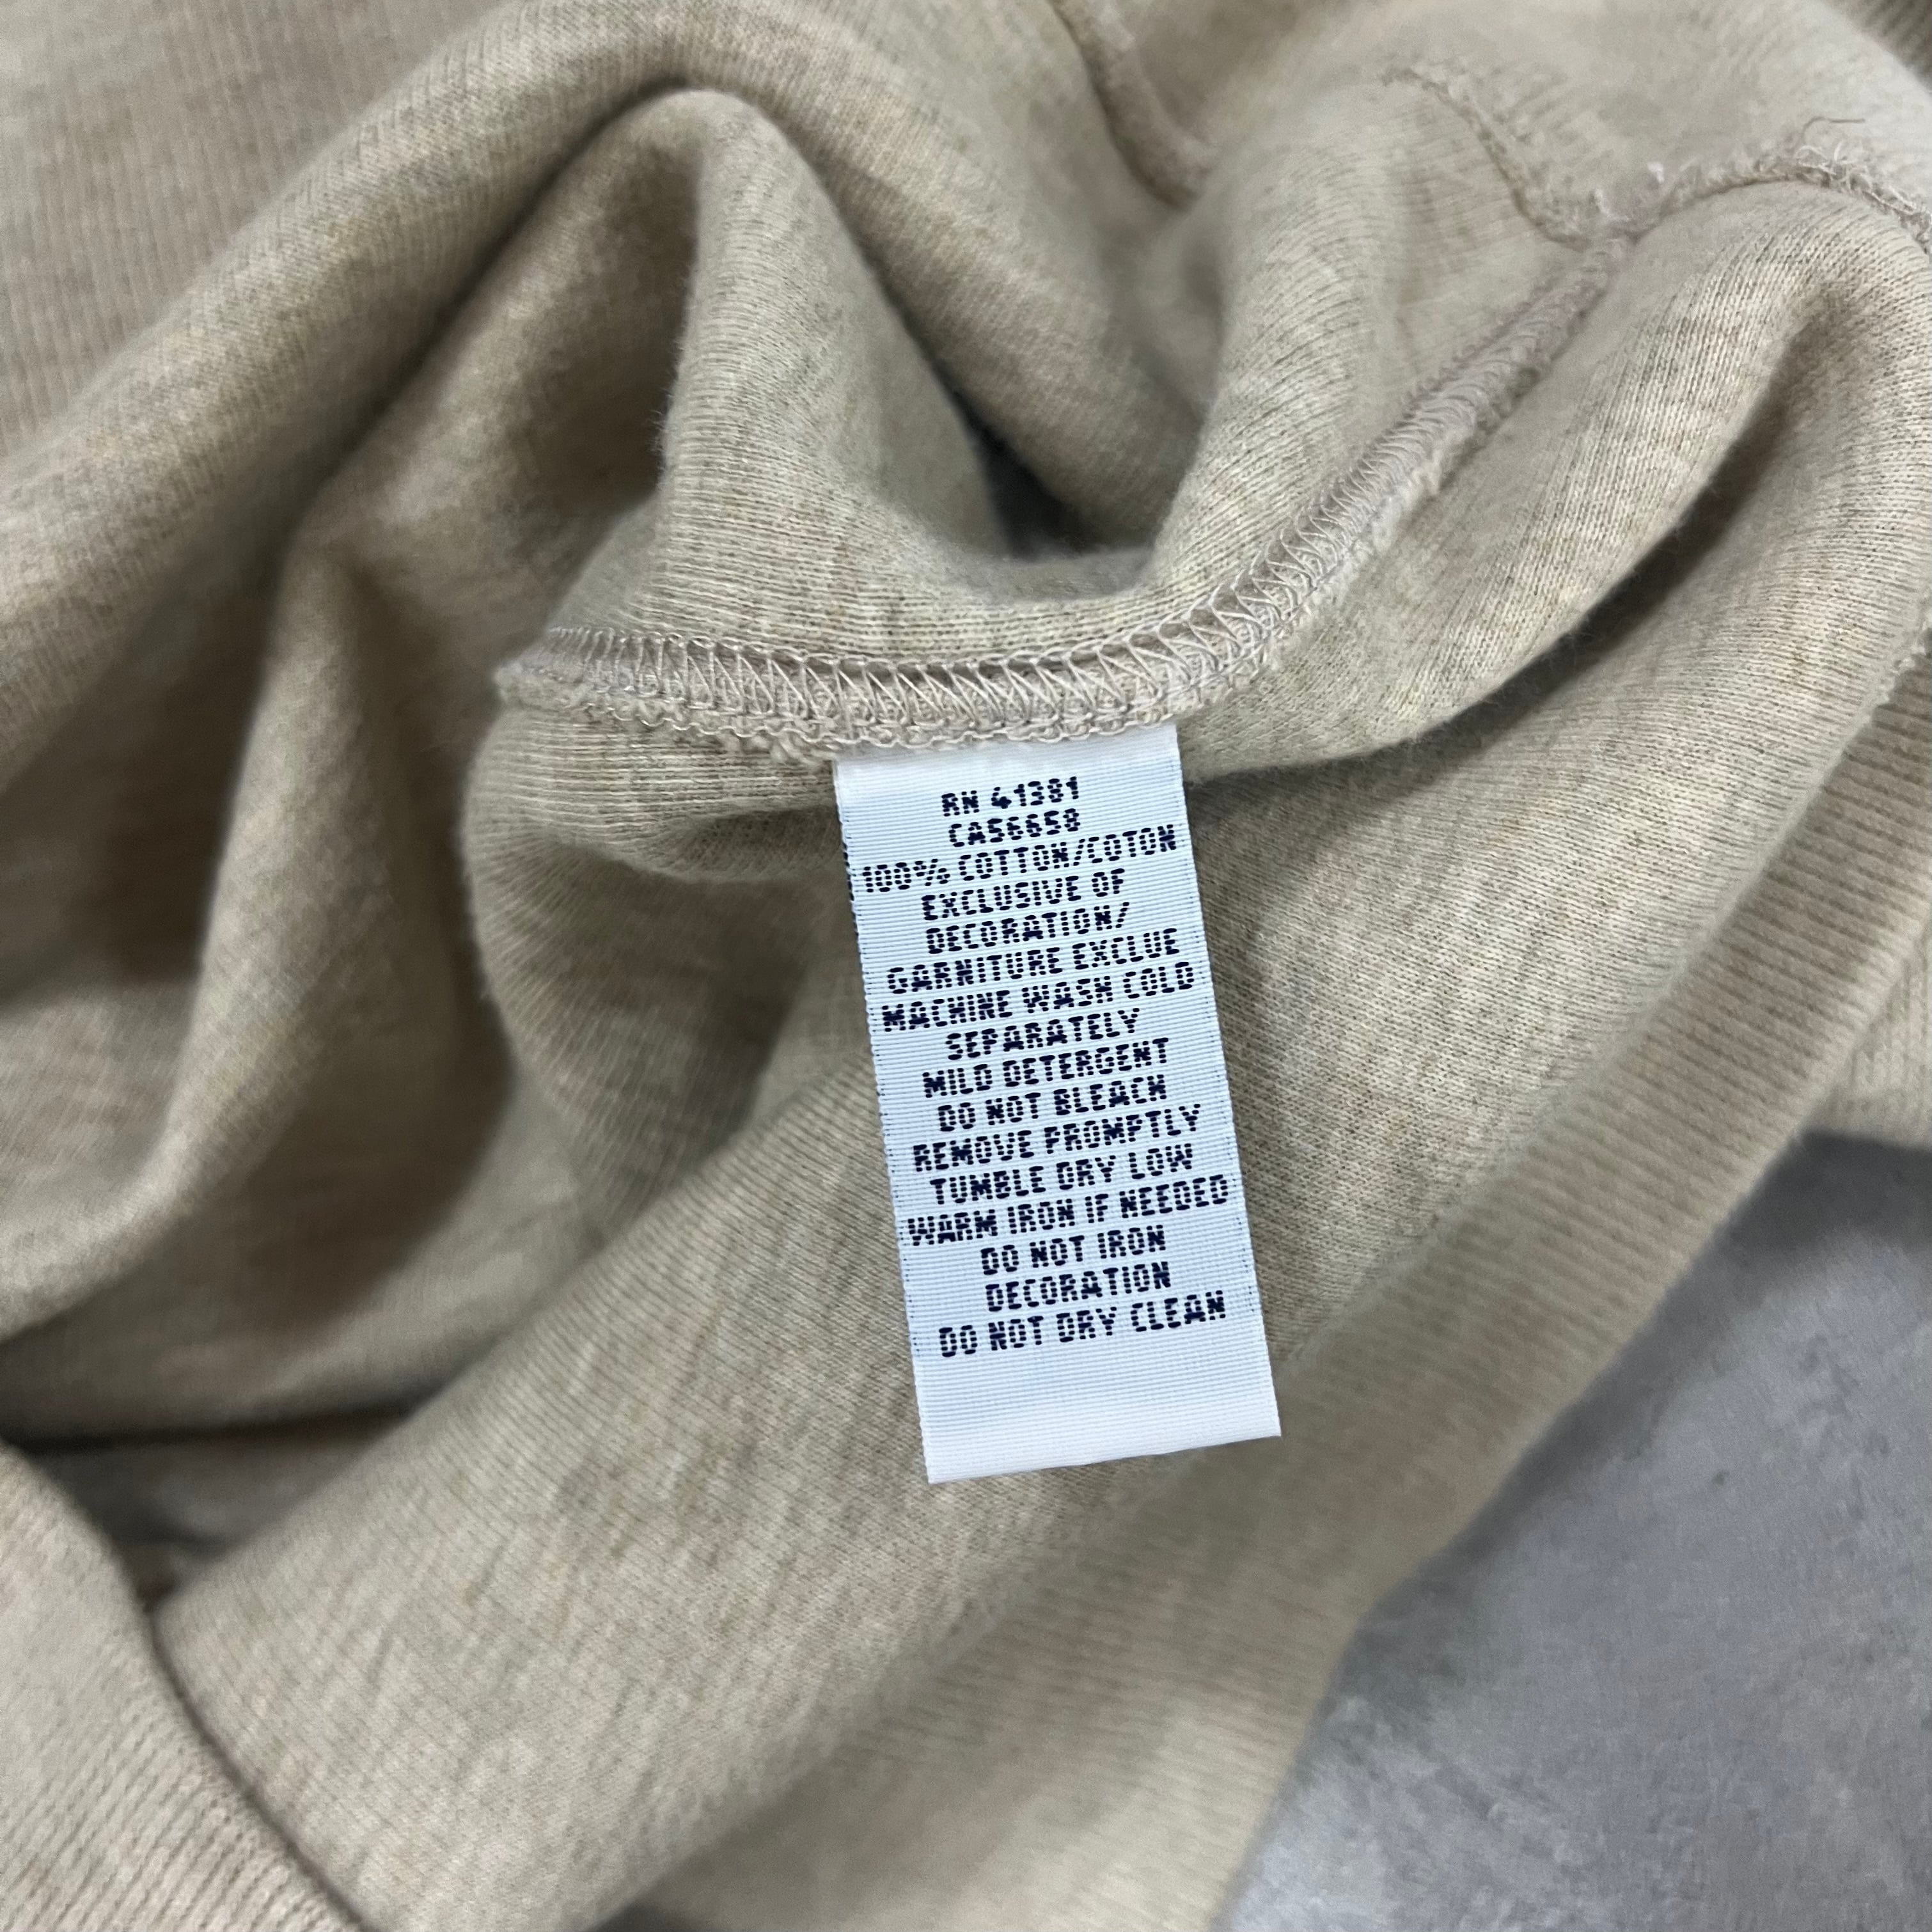 RN 41381
CA56658
100% COTTON/COTON
EXCLUSIVE OF
DECORATION/
GARNITURE EXCLUE
MACHINE WASH COLD
SEPARATELY
MILD DETERGENT
DO NOT BLEACH
REMOVE PROMPTLY
TUMBLE DRY LOW
WARM IRON IF NEEDED
DO NOT IRON
DECORATION
DO NOT DRY CLEAN